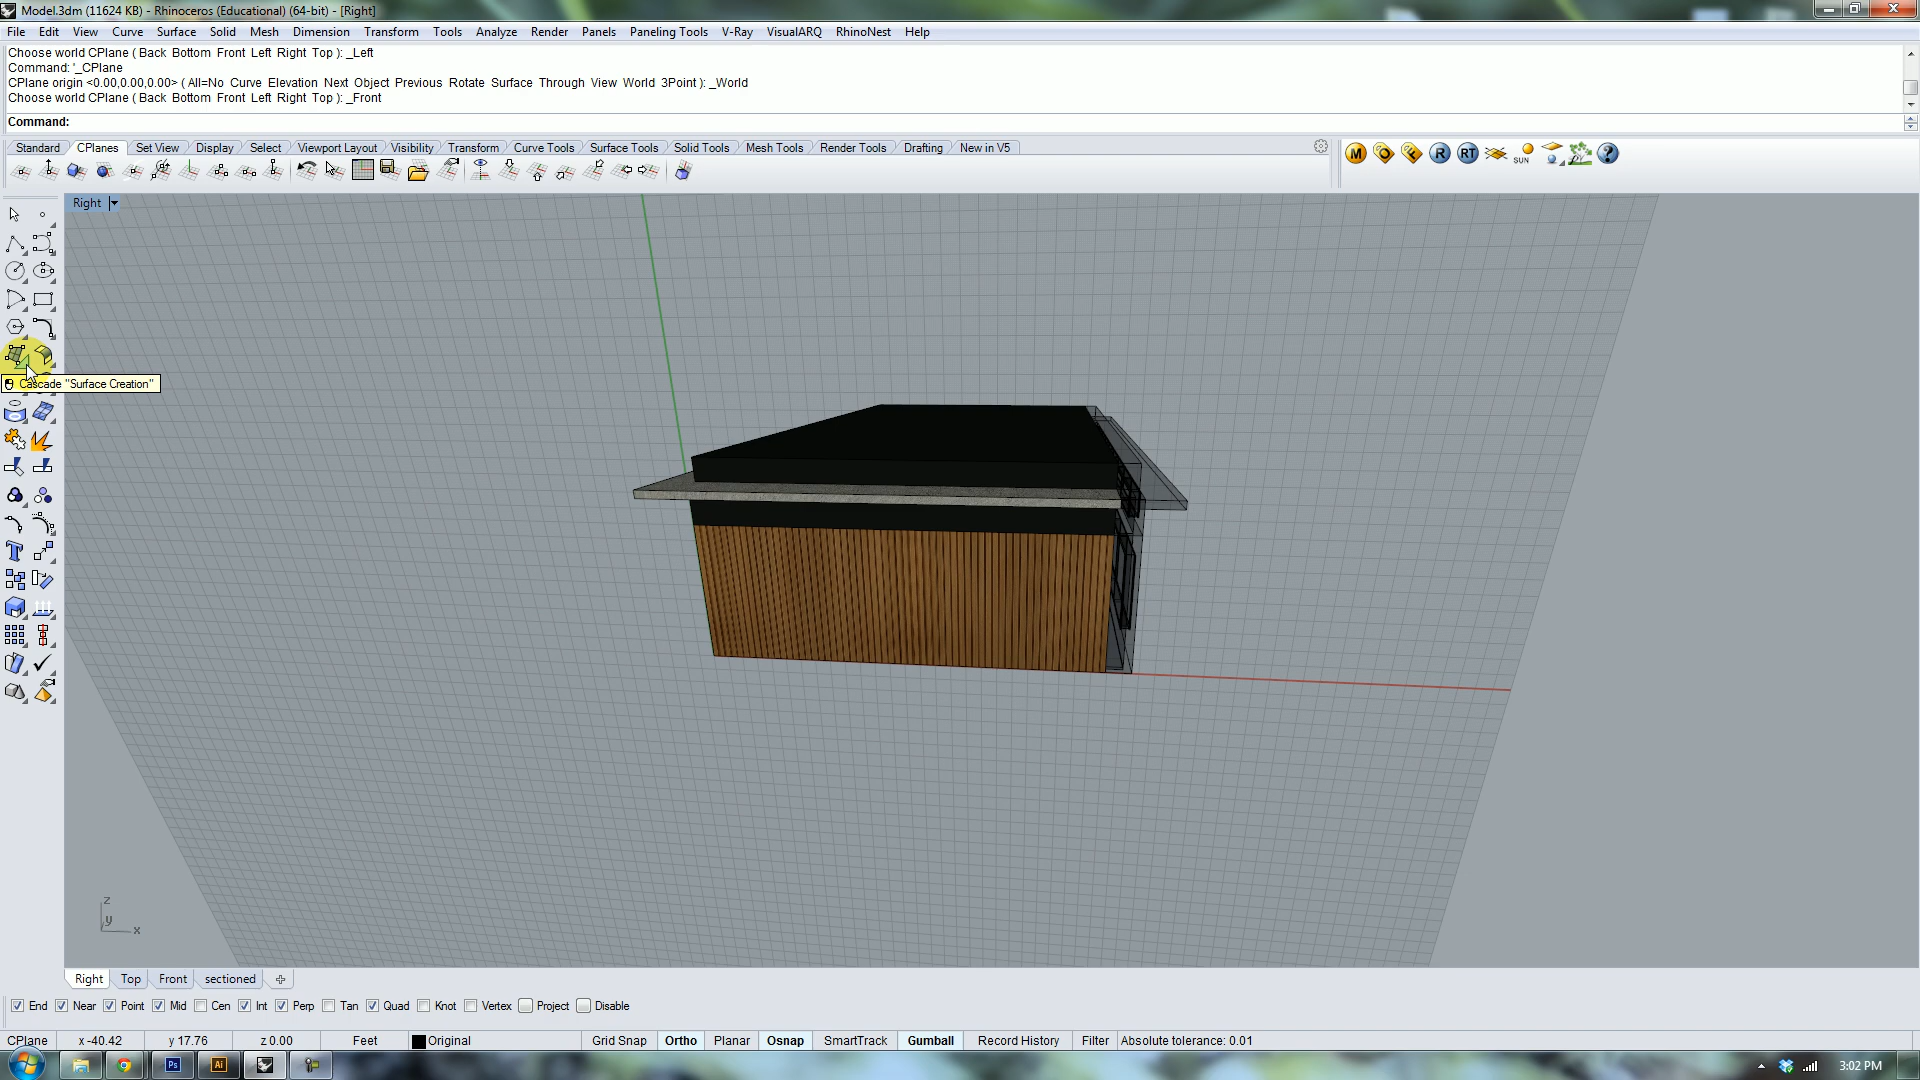 Model.3dm (11624 KB) - Rhinoceros (Educational) (64-bit) - [Right]
File Edit View Curve Surface Solid Mesh Dimension Transform Tools Analyze Render Panels Paneling Tools V-Ray VisualARQ RhinoNest Help
Choose world CPlane ( Back Bottom Front Left Right Top ): _Left
Command: '_CPlane
CPlane origin <0.00,0.00,0.00> ( All=No Curve Elevation Next Object Previous Rotate Surface Through View World 3Point ): _World
Choose world CPlane ( Back Bottom Front Left Right Top ): _Front
Command:
Standard CPlanes Set View Display Select Viewport Layout Visibility Transform Curve Tools Surface Tools Solid Tools Mesh Tools Render Tools Drafting New in V5
M O F R RT SUN ?
Right
Cascade "Surface Creation"
z
y
x
Right Top Front sectioned
End Near Point Mid Cen Int Perp Tan Quad Knot Vertex Project Disable
CPlane x -40.42 y 17.76 z 0.00 Feet Original Grid Snap Ortho Planar Osnap SmartTrack Gumball Record History Filter Absolute tolerance: 0.01
Ps Ai 3:02 PM